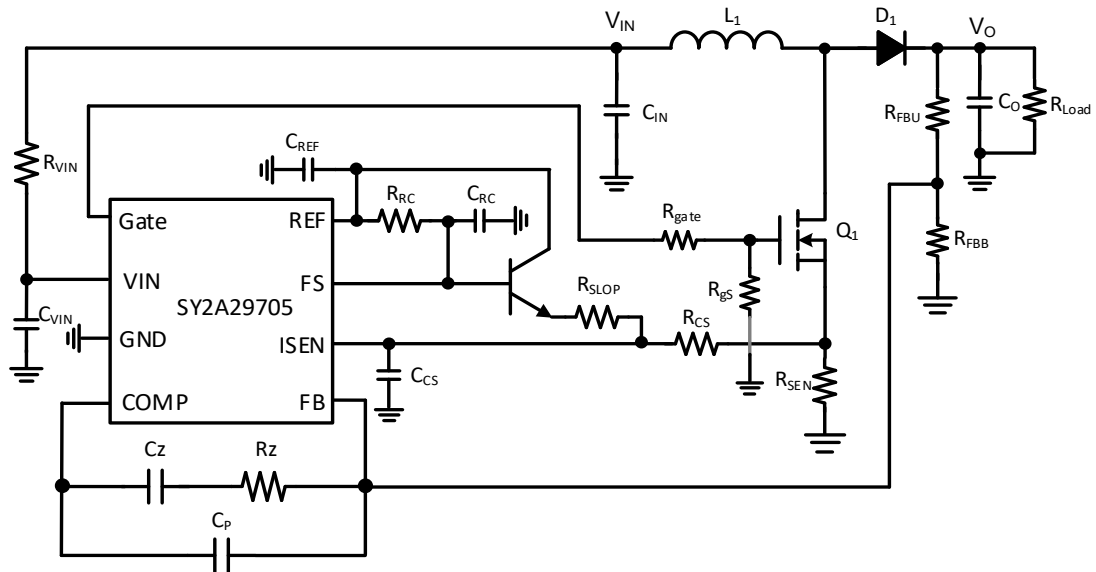 V_IN
L_1
D_1
V_O
C_IN
R_FBU
C_O
R_Load
C_REF
R_VIN
R_RC
C_RC
Gate
REF
R_gate
Q_1
R_FBB
VIN
FS
R_SLOP
R_gS
SY2A29705
C_VIN
GND
ISEN
R_CS
C_CS
R_SEN
COMP
FB
Cz
Rz
C_P